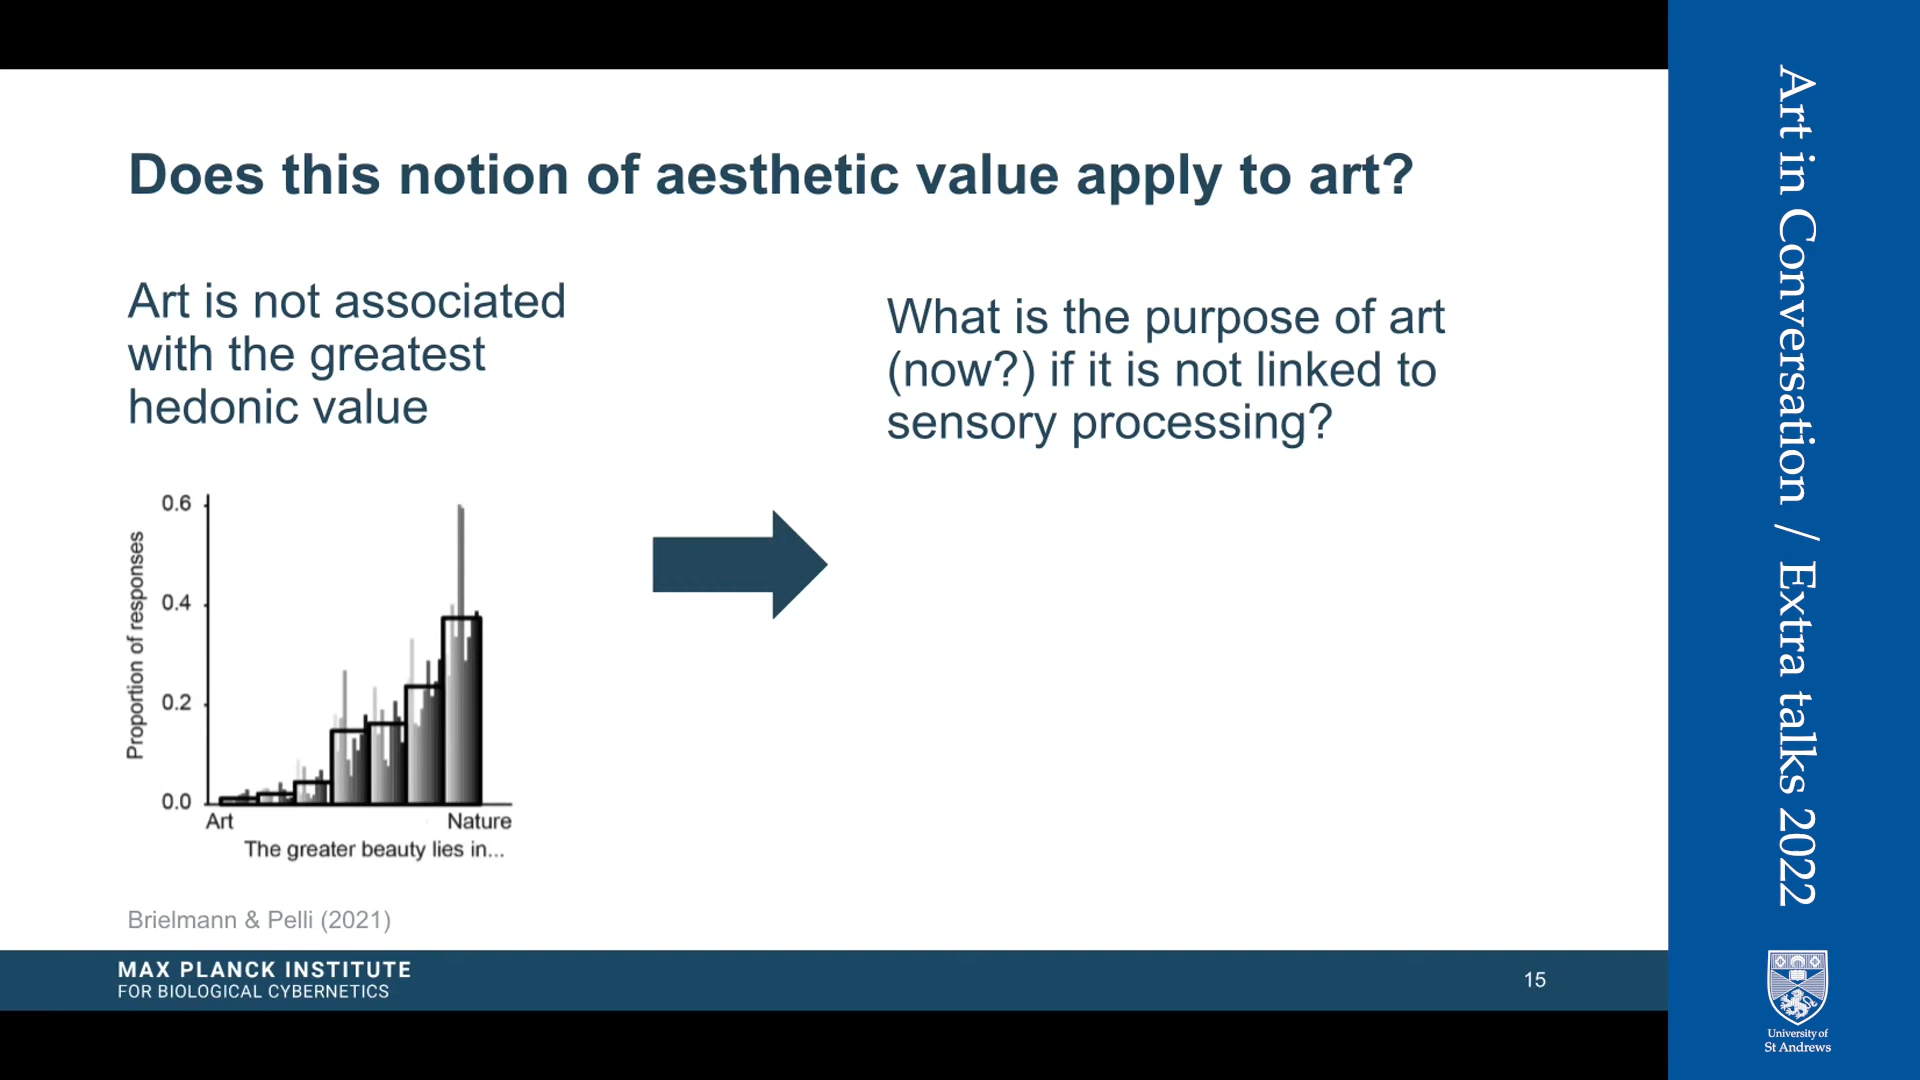 Does this notion of aesthetic value apply to art?
Art is not associated
with the greatest
hedonic value
What is the purpose of art
(now?) if it is not linked to
sensory processing?
Proportion of responses
0.6
0.4
0.2
0.0
Art
Nature
The greater beauty lies in...
Brielmann & Pelli (2021)
MAX PLANCK INSTITUTE
FOR BIOLOGICAL CYBERNETICS
15
Art in Conversation / Extra talks 2022
University of
St Andrews